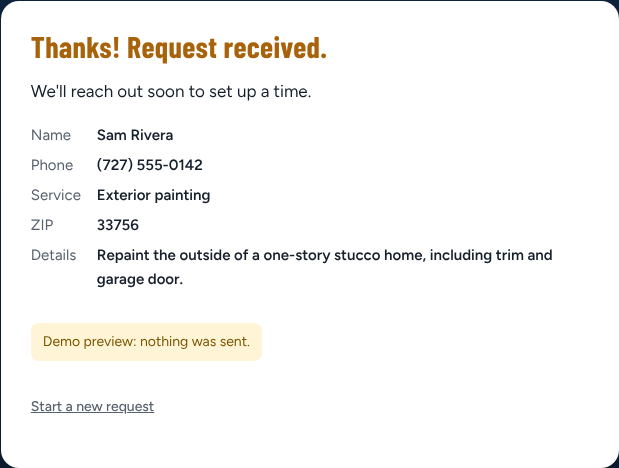 Thanks! Request received.
We'll reach out soon to set up a time.
Name Sam Rivera
Phone (727) 555-0142
Service Exterior painting
ZIP 33756
Details Repaint the outside of a one-story stucco home, including trim and
garage door.
Demo preview: nothing was sent.
Start a new request